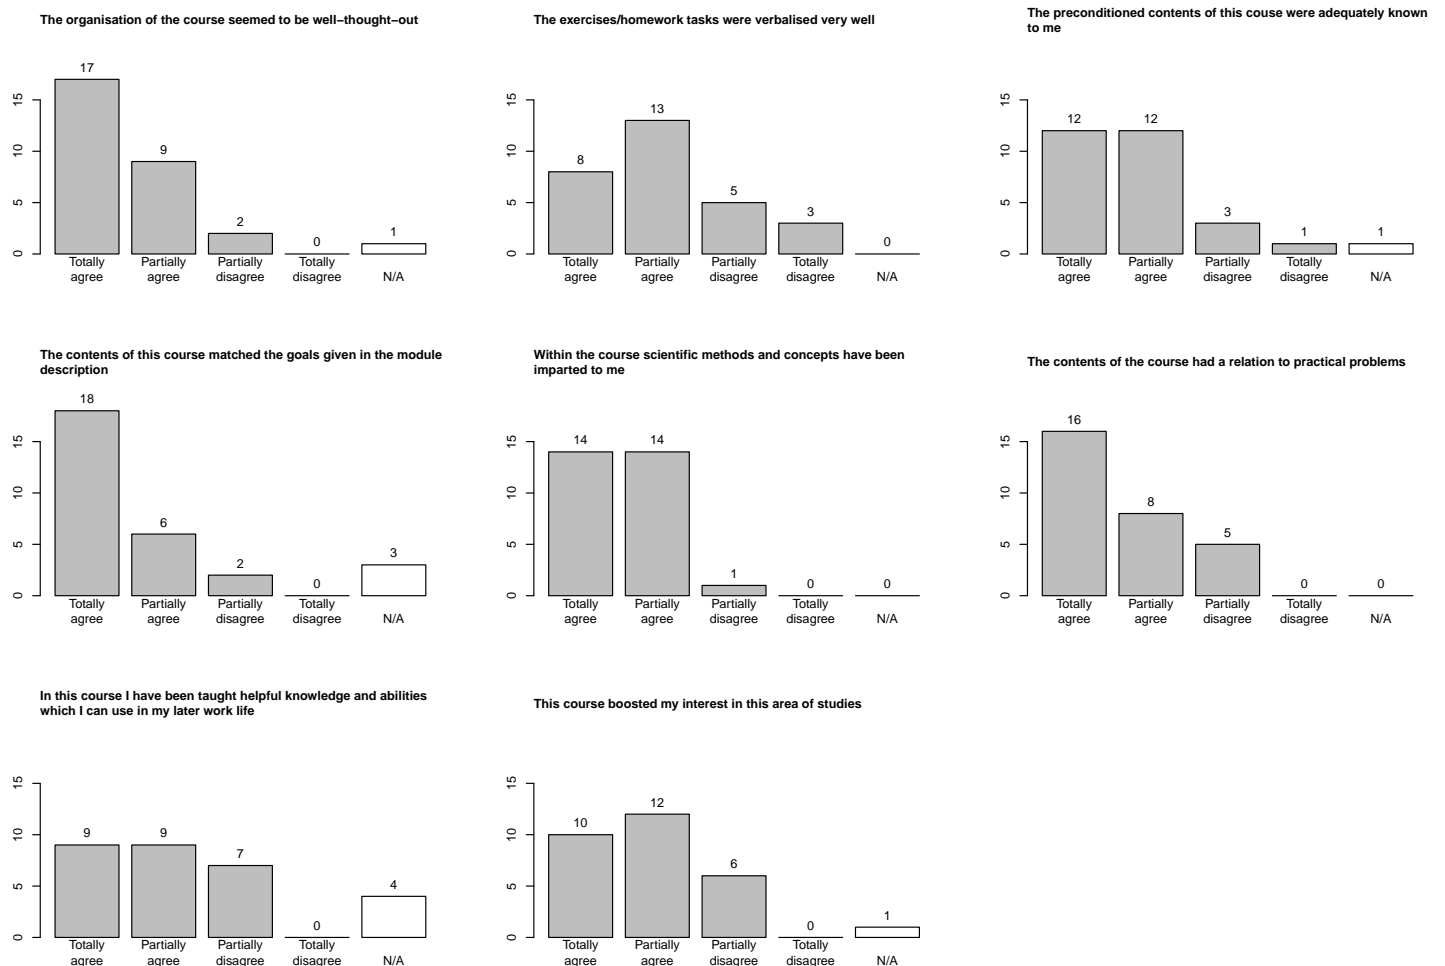 The organisation of the course seemed to be well−thought−out
17
9
2
0
1
0
5
10
15
Totally agree
Partially agree
Partially disagree
Totally disagree
N/A
The exercises/homework tasks were verbalised very well
8
13
5
3
0
0
5
10
15
Totally agree
Partially agree
Partially disagree
Totally disagree
N/A
The preconditioned contents of this couse were adequately known
to me
12
12
3
1
1
0
5
10
15
Totally agree
Partially agree
Partially disagree
Totally disagree
N/A
The contents of this course matched the goals given in the module
description
18
6
2
0
3
0
5
10
15
Totally agree
Partially agree
Partially disagree
Totally disagree
N/A
Within the course scientific methods and concepts have been
imparted to me
14
14
1
0
0
0
5
10
15
Totally agree
Partially agree
Partially disagree
Totally disagree
N/A
The contents of the course had a relation to practical problems
16
8
5
0
0
0
5
10
15
Totally agree
Partially agree
Partially disagree
Totally disagree
N/A
In this course I have been taught helpful knowledge and abilities
which I can use in my later work life
9
9
7
0
4
0
5
10
15
Totally agree
Partially agree
Partially disagree
Totally disagree
N/A
This course boosted my interest in this area of studies
10
12
6
0
1
0
5
10
15
Totally agree
Partially agree
Partially disagree
Totally disagree
N/A